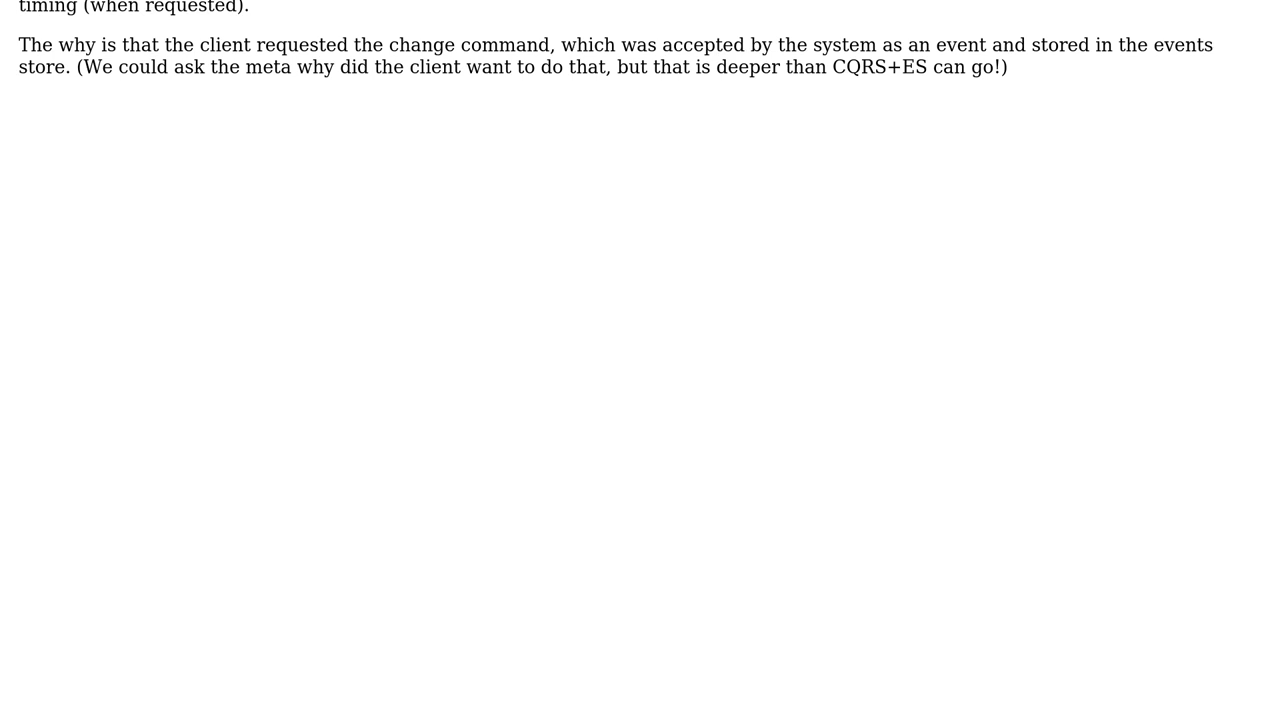 timing (when requested).
The why is that the client requested the change command, which was accepted by the system as an event and stored in the events
store. (We could ask the meta why did the client want to do that, but that is deeper than CQRS+ES can go!)